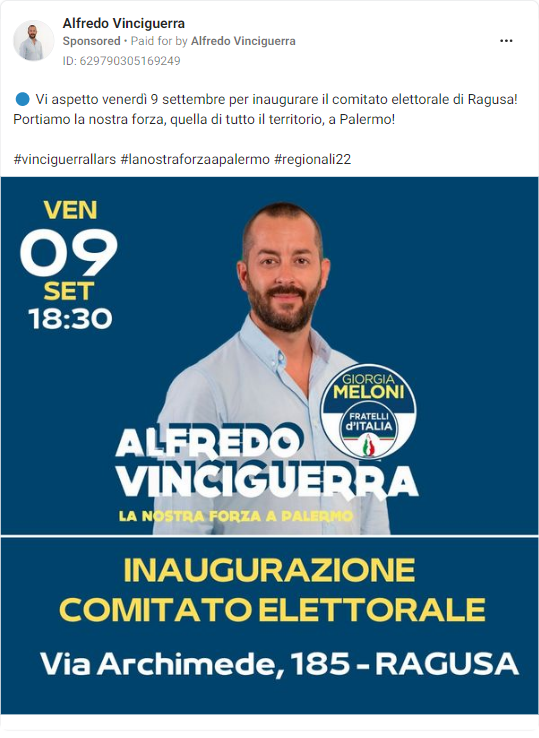 Alfredo Vinciguerra
Sponsored • Paid for by Alfredo Vinciguerra
ID: 629790305169249
Vi aspetto venerdì 9 settembre per inaugurare il comitato elettorale di Ragusa!
Portiamo la nostra forza, quella di tutto il territorio, a Palermo!
#vinciguerrallars #lanostraforzaapalermo #regionali22
VEN
09
SET
18:30
GIORGIA
MELONI
FRATELLI
d'ITALIA
ALFREDO
VINCIGUERRA
LA NOSTRA FORZA A PALERMO
INAUGURAZIONE
COMITATO ELETTORALE
Via Archimede, 185 - RAGUSA